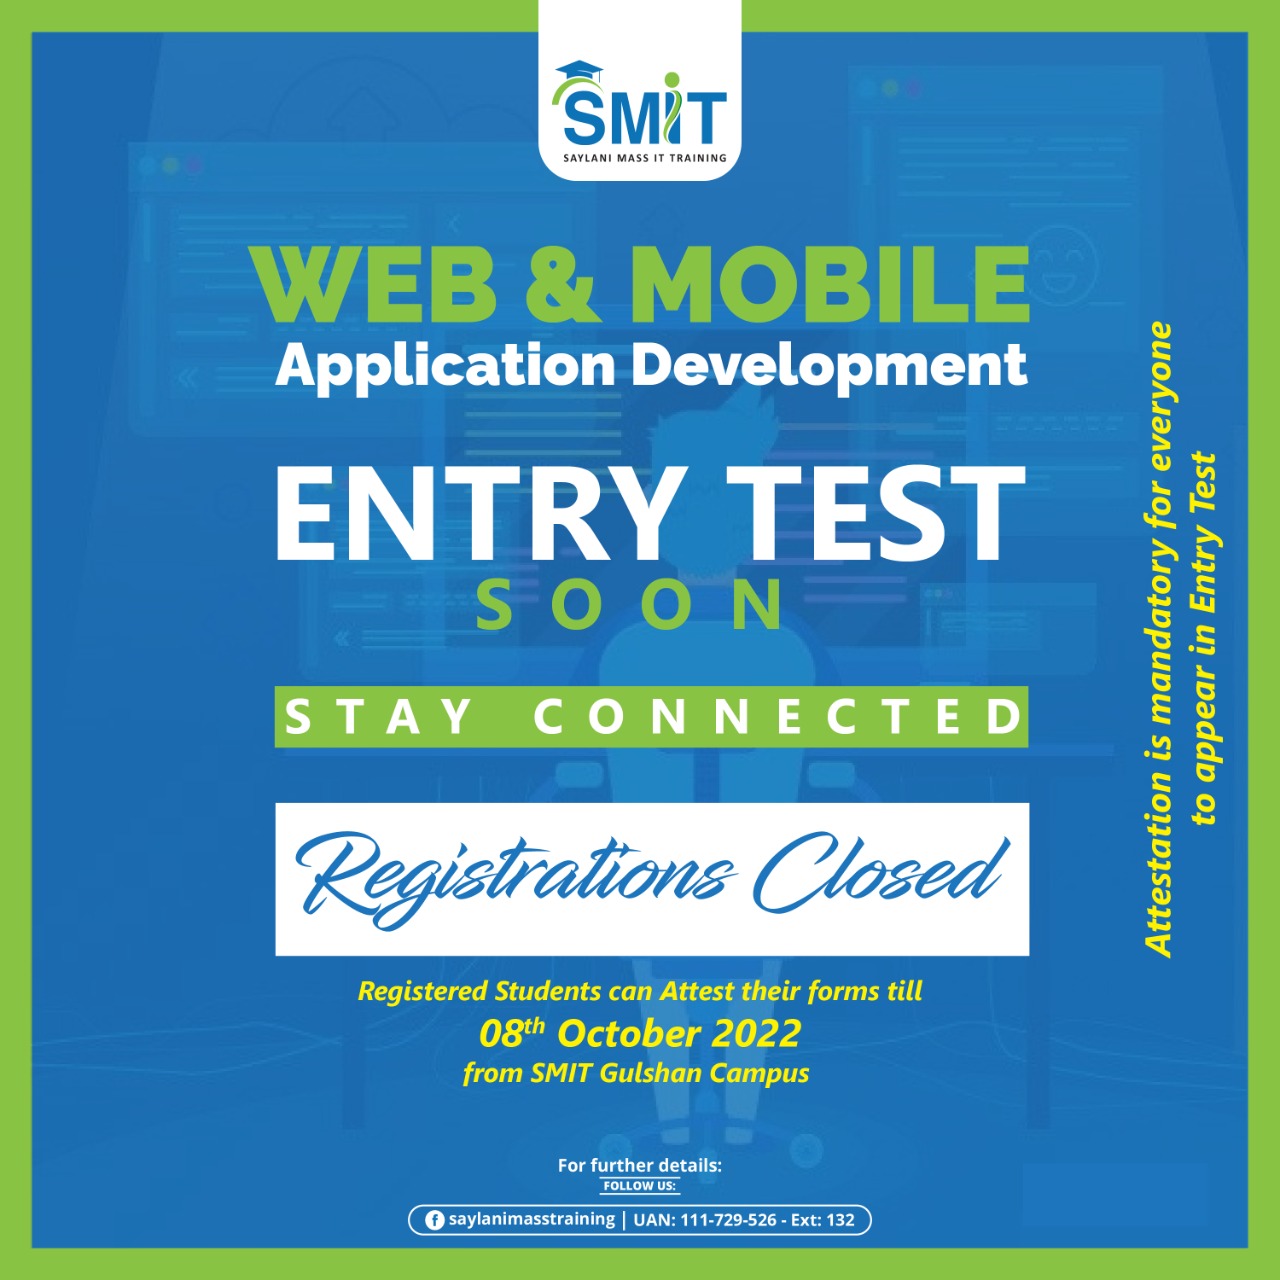 SMIT
SAYLANI MASS IT TRAINING
WEB & MOBILE
Application Development
ENTRY TEST
SOON
STAY CONNECTED
Registrations Closed
Registered Students can Attest their forms till
08th October 2022
from SMIT Gulshan Campus
Attestation is mandatory for everyone
to appear in Entry Test
For further details:
FOLLOW US:
saylanimasstraining | UAN: 111-729-526 - Ext: 132